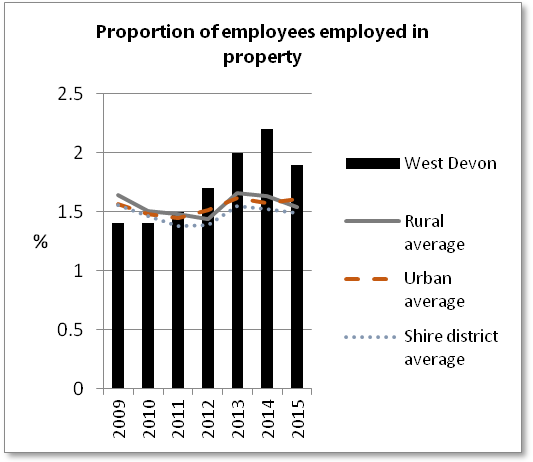 Proportion of employees employed in
property
2.5
2
1.5
1
0.5
0
%
2009
2010
2011
2012
2013
2014
2015
West Devon
Rural
average
Urban
average
Shire district
average